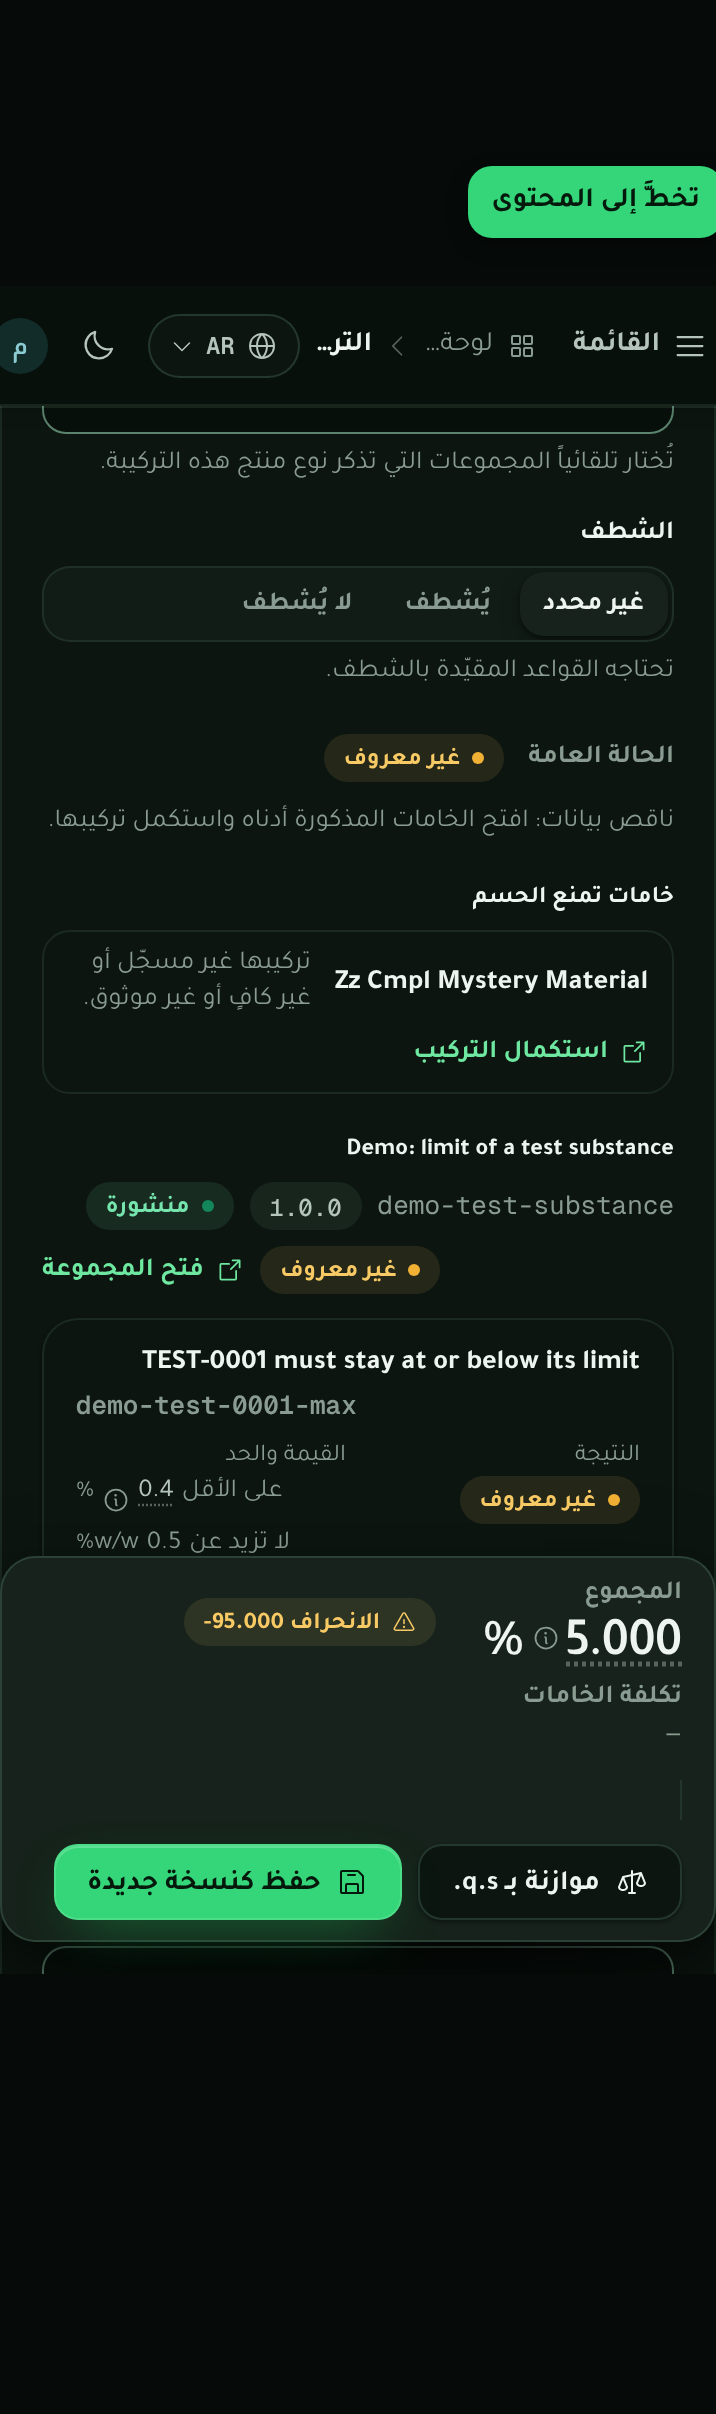 تخطَّ إلى المحتوى
القائمة
لوحة...
التر...
AR
م
تُختار تلقائياً المجموعات التي تذكر نوع منتج هذه التركيبة.
الشطف
غير محدد
يُشطف
لا يُشطف
تحتاجه القواعد المقيّدة بالشطف.
الحالة العامة
غير معروف
ناقص بيانات: افتح الخامات المذكورة أدناه واستكمل تركيبها.
خامات تمنع الحسم
Zz Cmpl Mystery Material
تركيبها غير مسجّل أو
غير كافٍ أو غير موثوق.
استكمال التركيب
Demo: limit of a test substance
demo-test-substance
1.0.0
منشورة
غير معروف
فتح المجموعة
TEST-0001 must stay at or below its limit
demo-test-0001-max
النتيجة
غير معروف
القيمة والحد
على الأقل 0.4 %
لا تزيد عن 0.5 %w/w
المجموع
5.000 %
الانحراف 95.000-
تكلفة الخامات
—
موازنة بـ q.s.
حفظ كنسخة جديدة